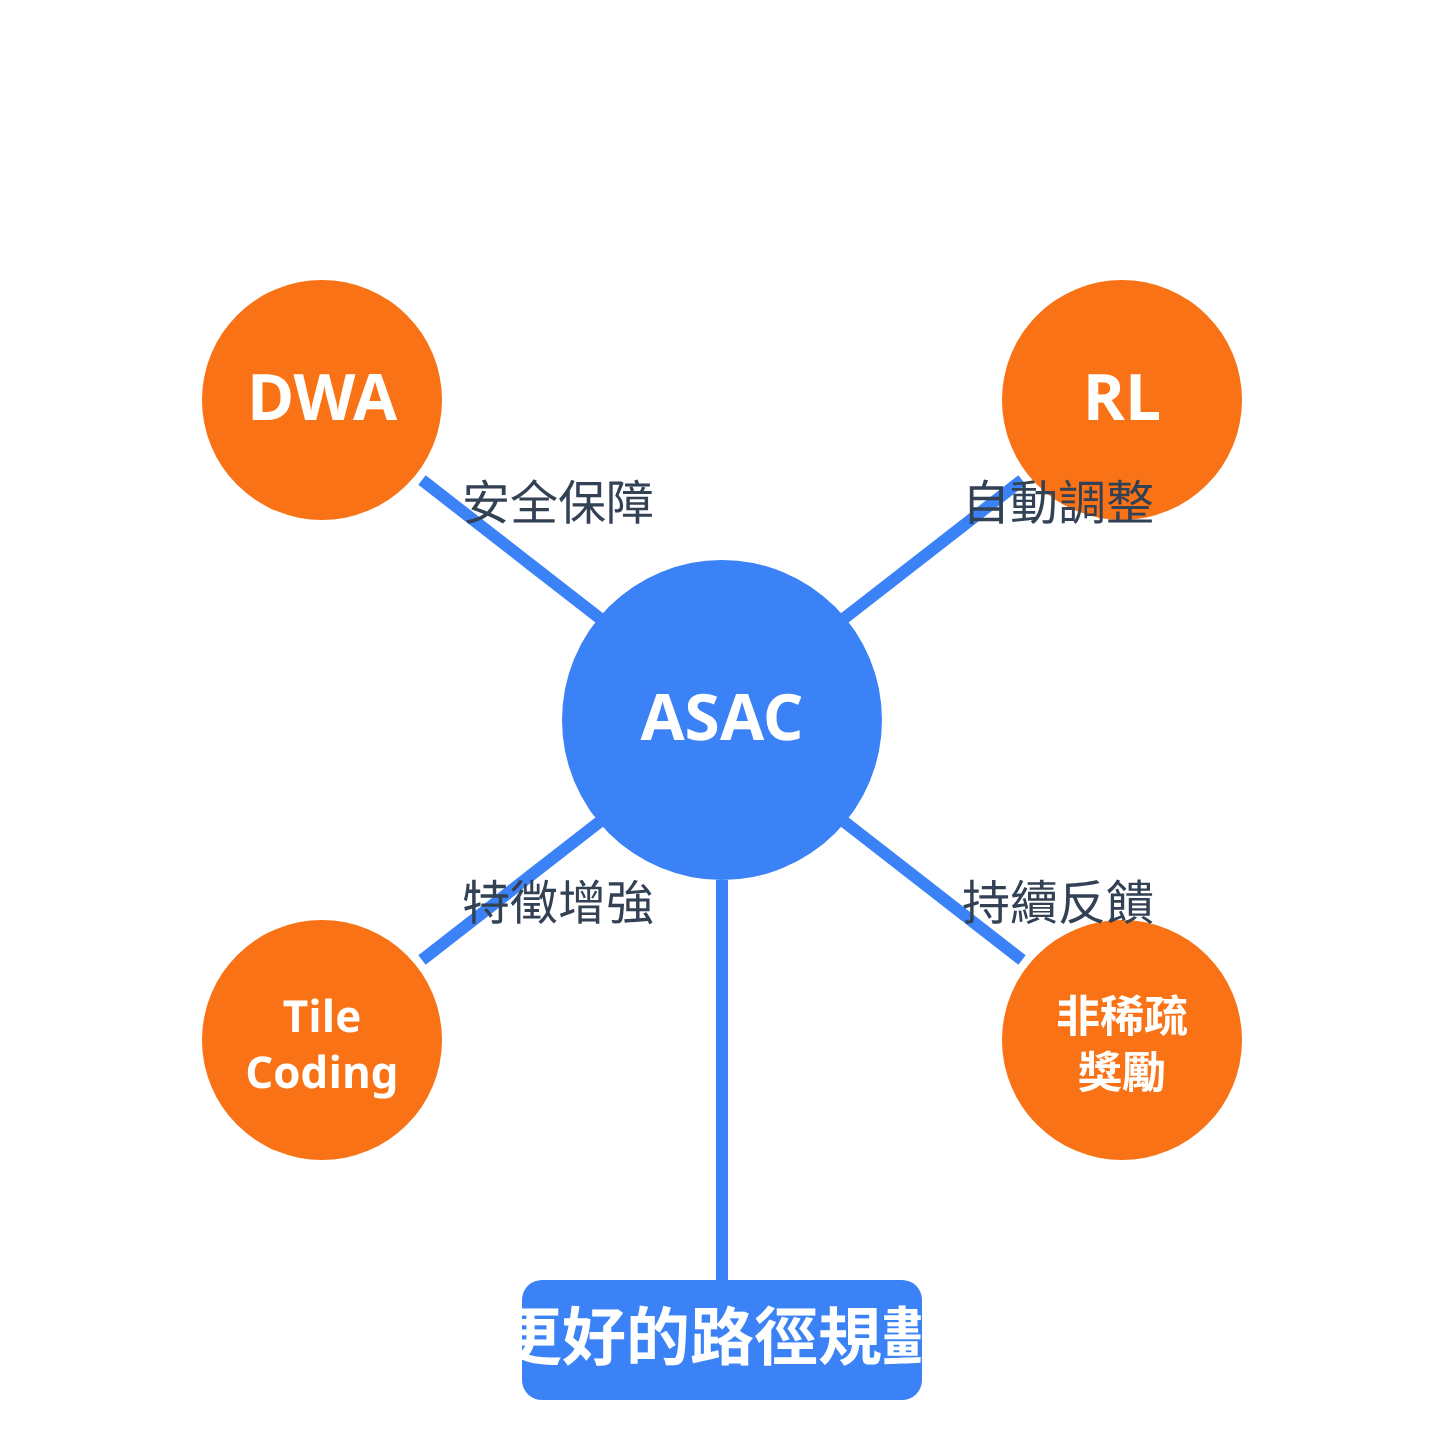 DWA
RL
安全保障
自動調整
ASAC
特徵增強
持續反饋
Tile
Coding
非稀疏
獎勵
更好的路徑規劃